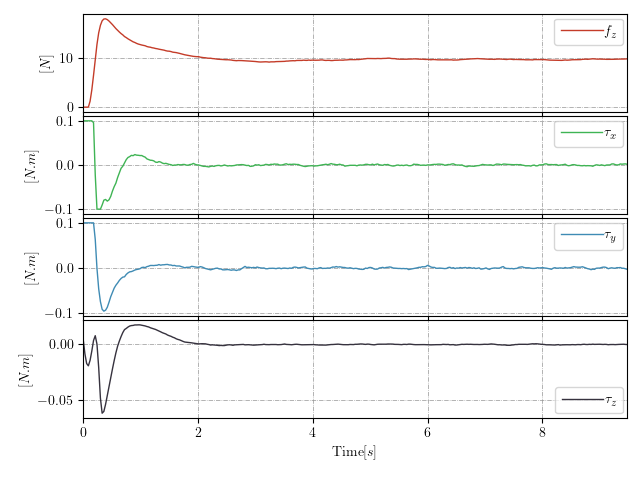 f_z
[N]
10
0
τ_x
[N.m]
0.1
0.0
−0.1
τ_y
[N.m]
0.1
0.0
−0.1
τ_z
[N.m]
0.00
−0.05
0 2 4 6 8
Time[s]